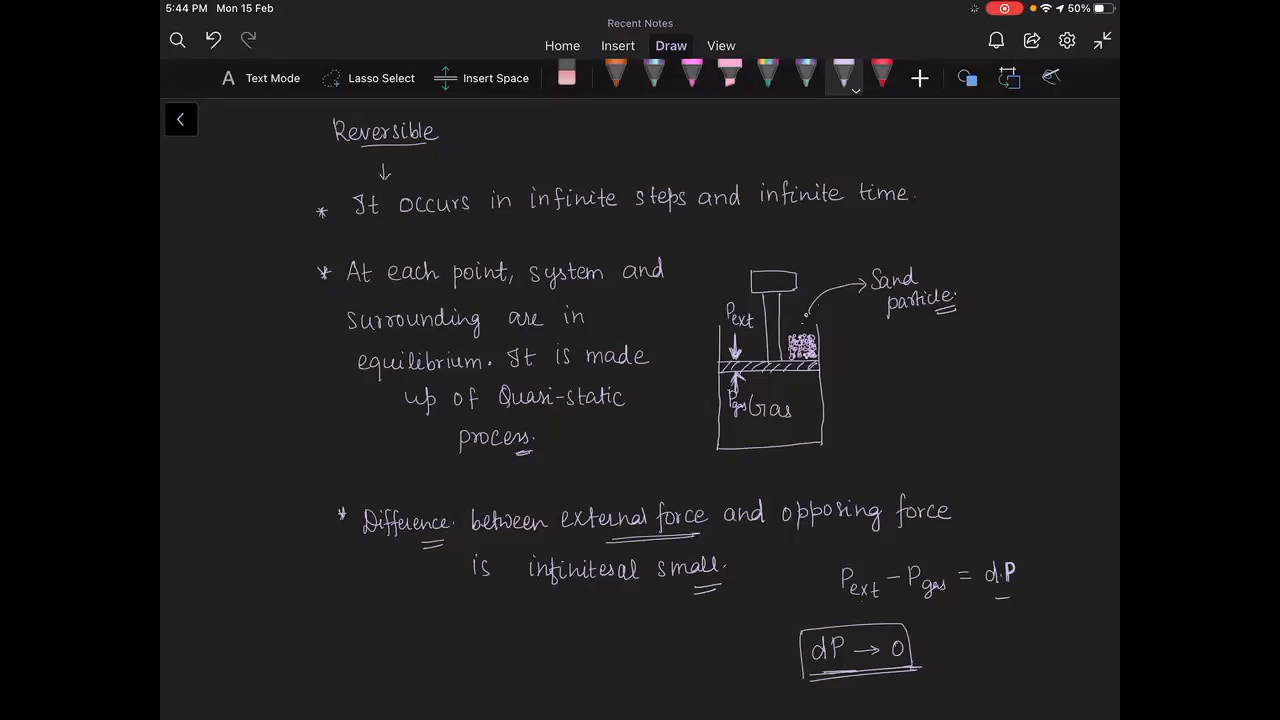 5:44 PM Mon 15 Feb
50%
Recent Notes
Home Insert Draw View
Text Mode Lasso Select Insert Space
Reversible
↓
* It occurs in infinite steps and infinite time.
* At each point, system and
surrounding are in
equilibrium. It is made
up of Quasi-static
process.
Sand
particle.
Pext
Pgas Gas
* Difference between external force and opposing force
is infinitesal small.
Pext - Pgas = d.P
dP → 0